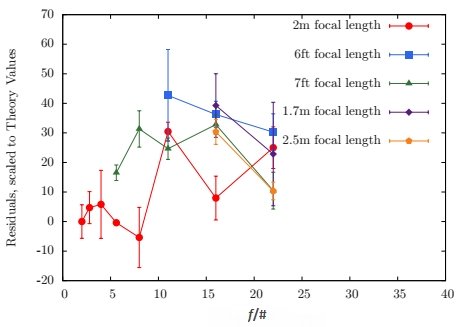 70
60
50
40
30
20
10
0
-10
-20
Residuals, scaled to Theory Values
2m focal length
6ft focal length
7ft focal length
1.7m focal length
2.5m focal length
0 5 10 15 20 25 30 35 40
f/#